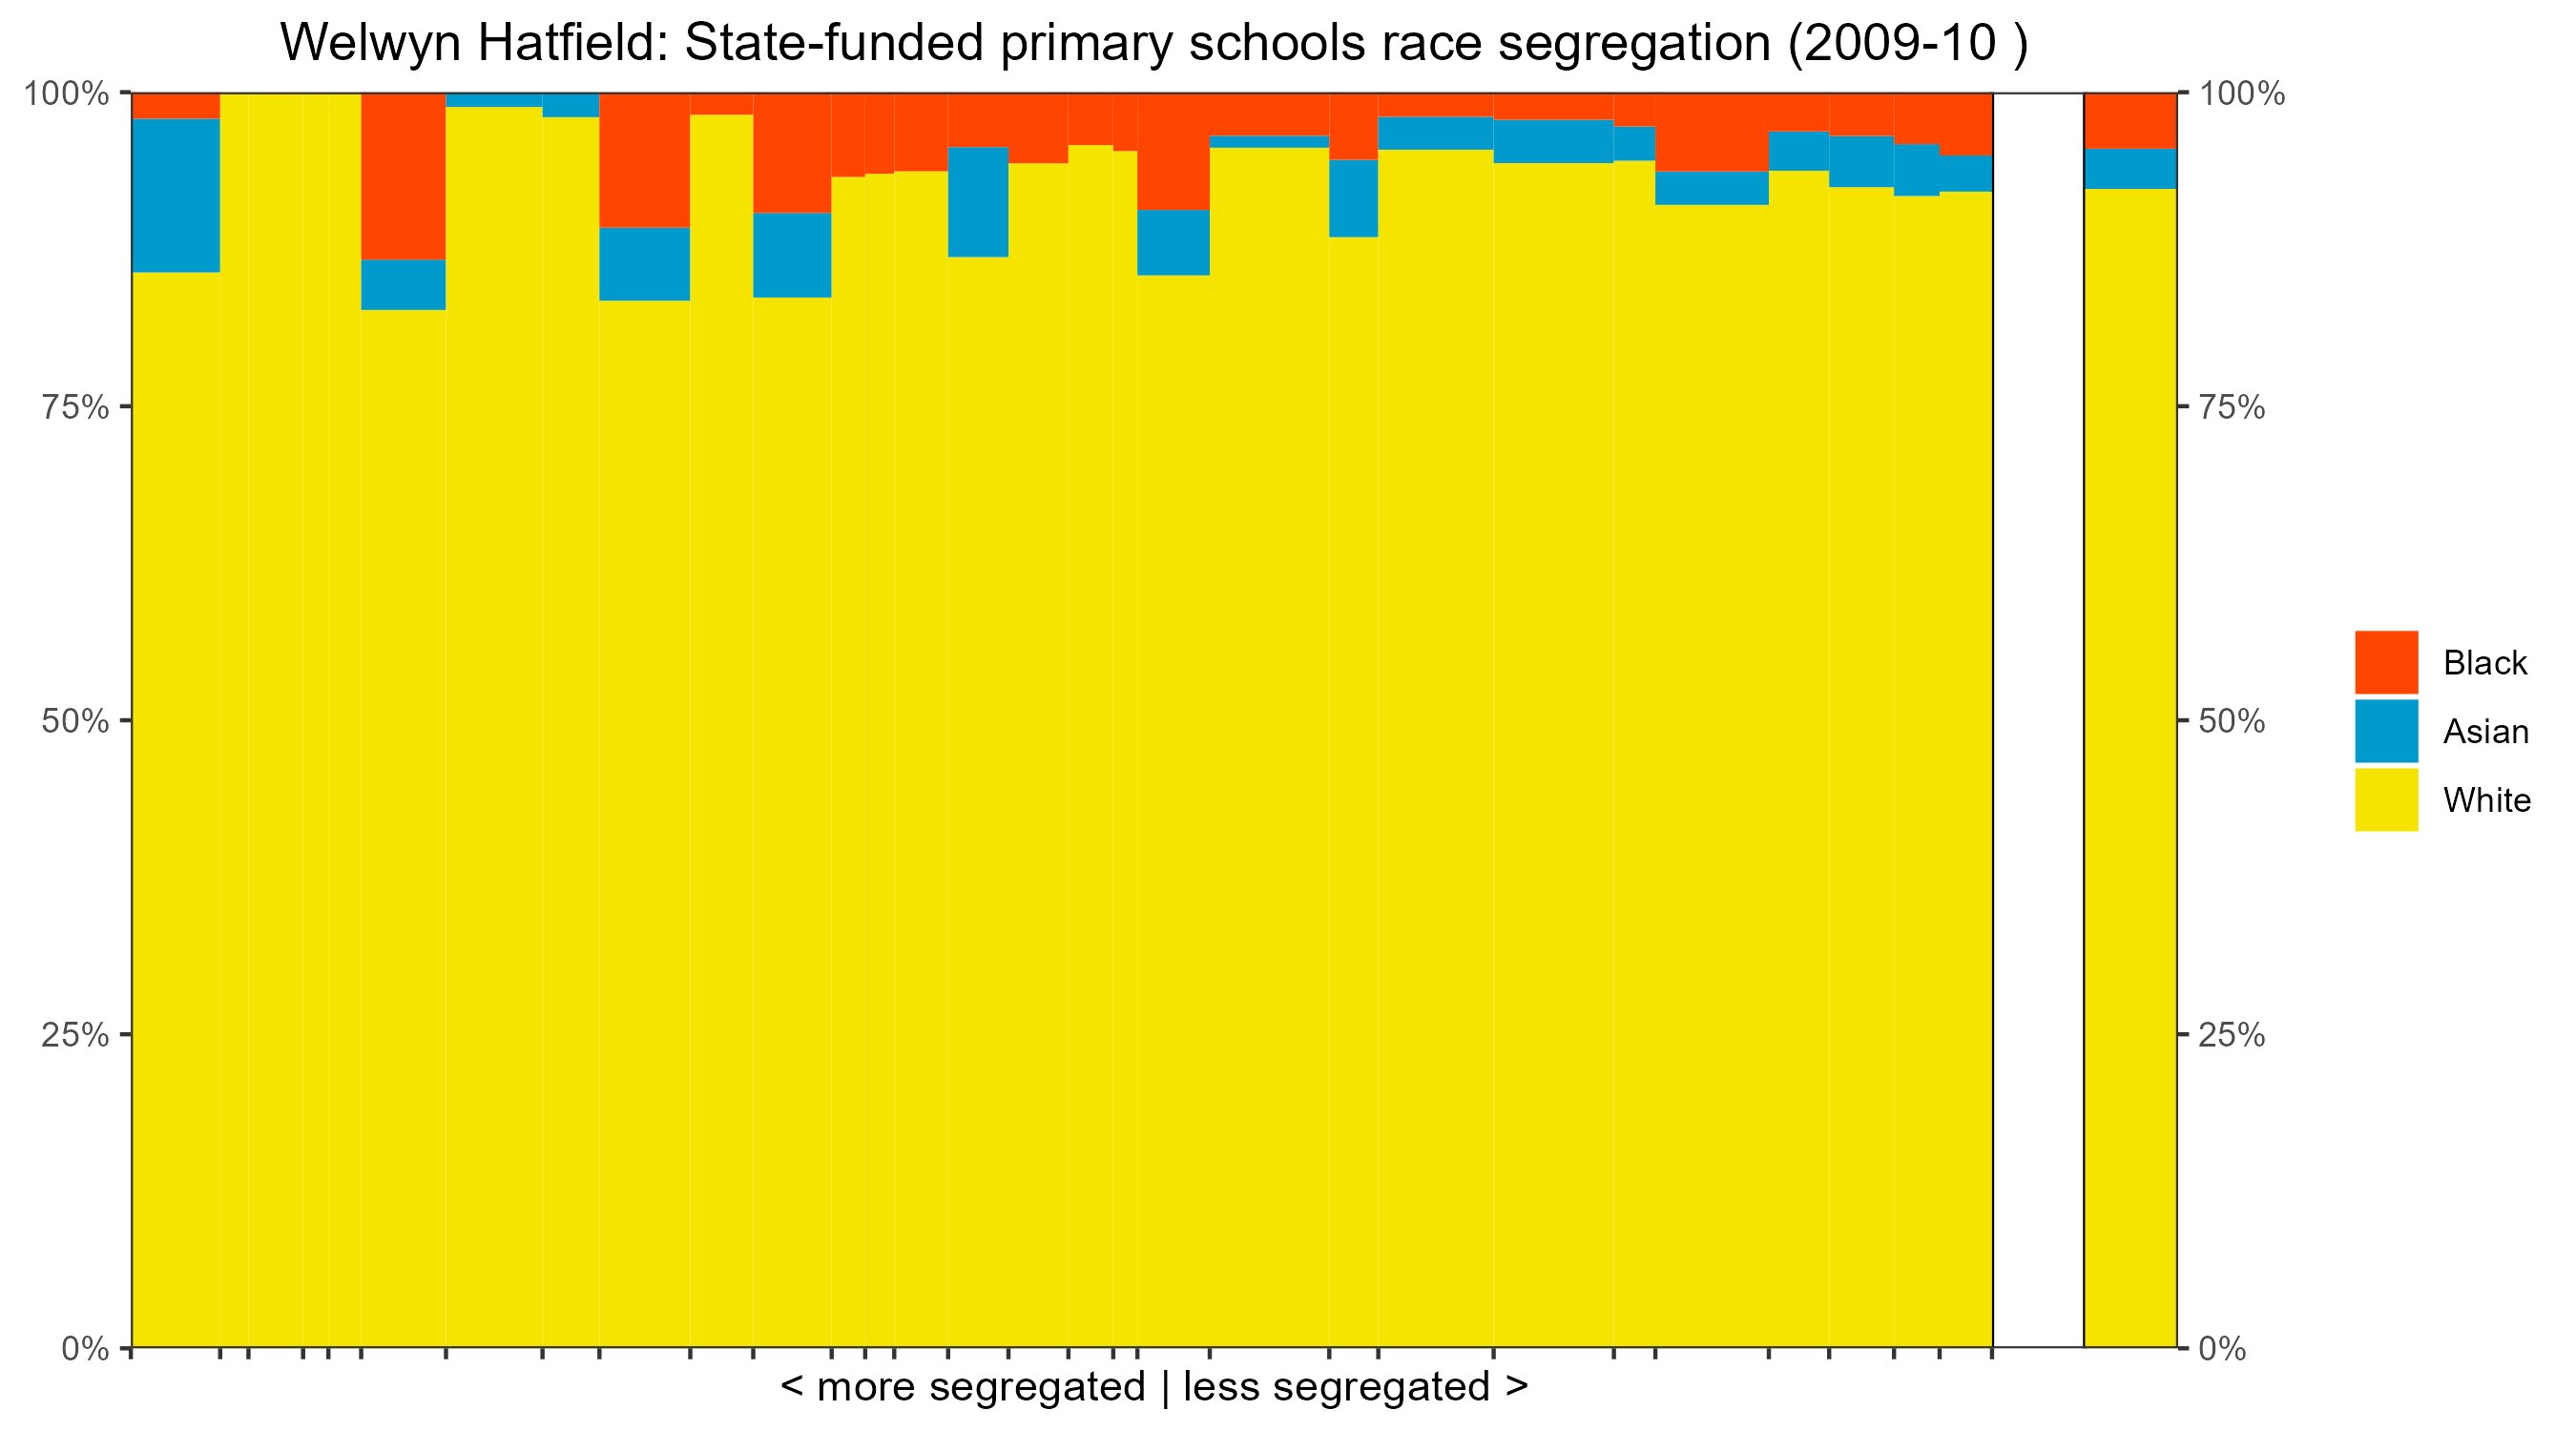 Welwyn Hatfield: State-funded primary schools race segregation (2009-10 )
100%
75%
50%
25%
0%
100%
75%
50%
25%
0%
Black
Asian
White
< more segregated | less segregated >